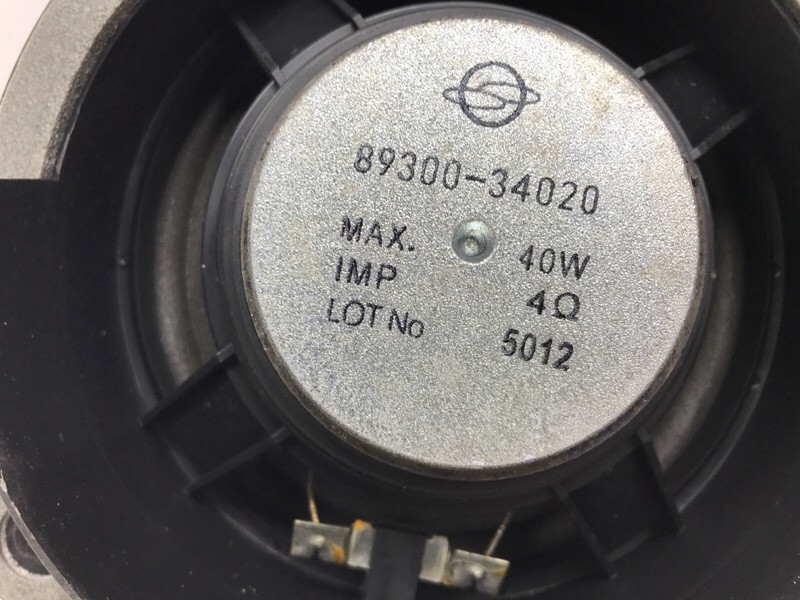 89300-34020
MAX. 40W
IMP 4Ω
LOT No 5012